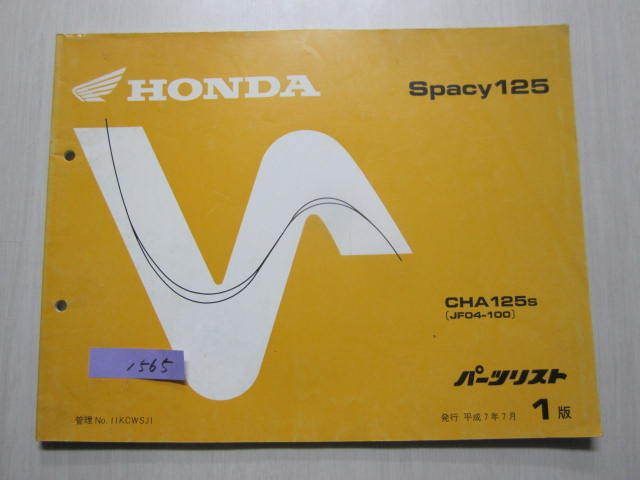 HONDA
Spacy125
CHA125s
〔JF04-100〕
1565
パーツリスト
管理No.11KCWSJ1
発行 平成7年7月 1版